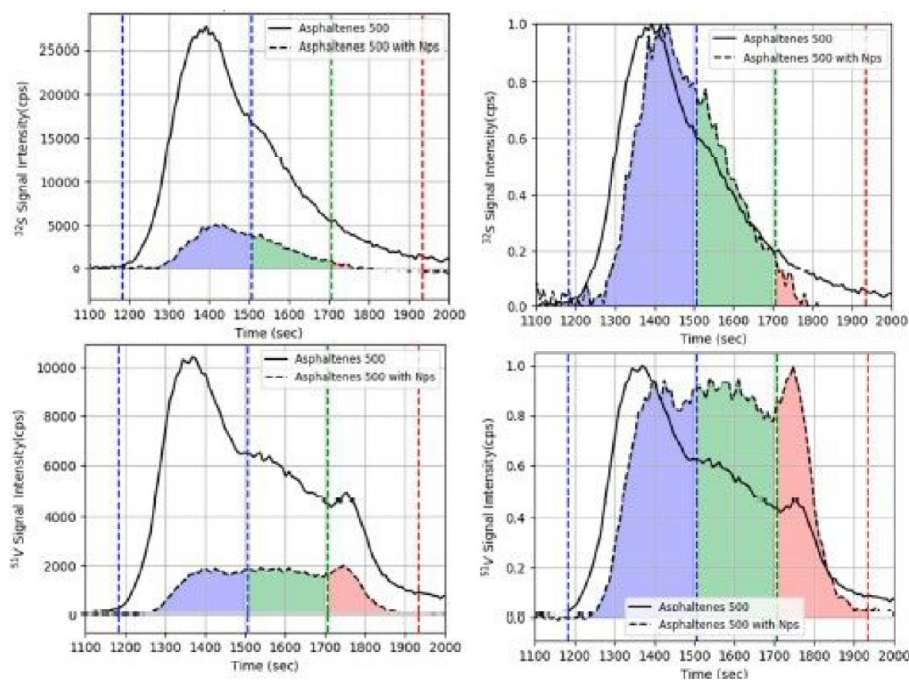 Asphaltenes 500
Asphaltenes 500 with Nps
25000
20000
15000
10000
5000
0
³²S Signal Intensity(cps)
1100 1200 1300 1400 1500 1600 1700 1800 1900 2000
Time (sec)
Asphaltenes 500
Asphaltenes 500 with Nps
1.0
0.8
0.6
0.4
0.2
0.0
³²S Signal Intensity (cps)
1100 1200 1300 1400 1500 1600 1700 1800 1900 2000
Time (sec)
Asphaltenes 500
Asphaltenes 500 with Nps
10000
8000
6000
4000
2000
0
⁵¹V Signal Intensity(cps)
1100 1200 1300 1400 1500 1600 1700 1800 1900 2000
Time (sec)
1.0
0.8
0.6
0.4
0.2
0.0
⁵¹V Signal Imtensity(cps)
Asphaltenes 500
Asphaltenes 500 with Nps
1100 1200 1300 1400 1500 1600 1700 1800 1900 2000
Time (sec)